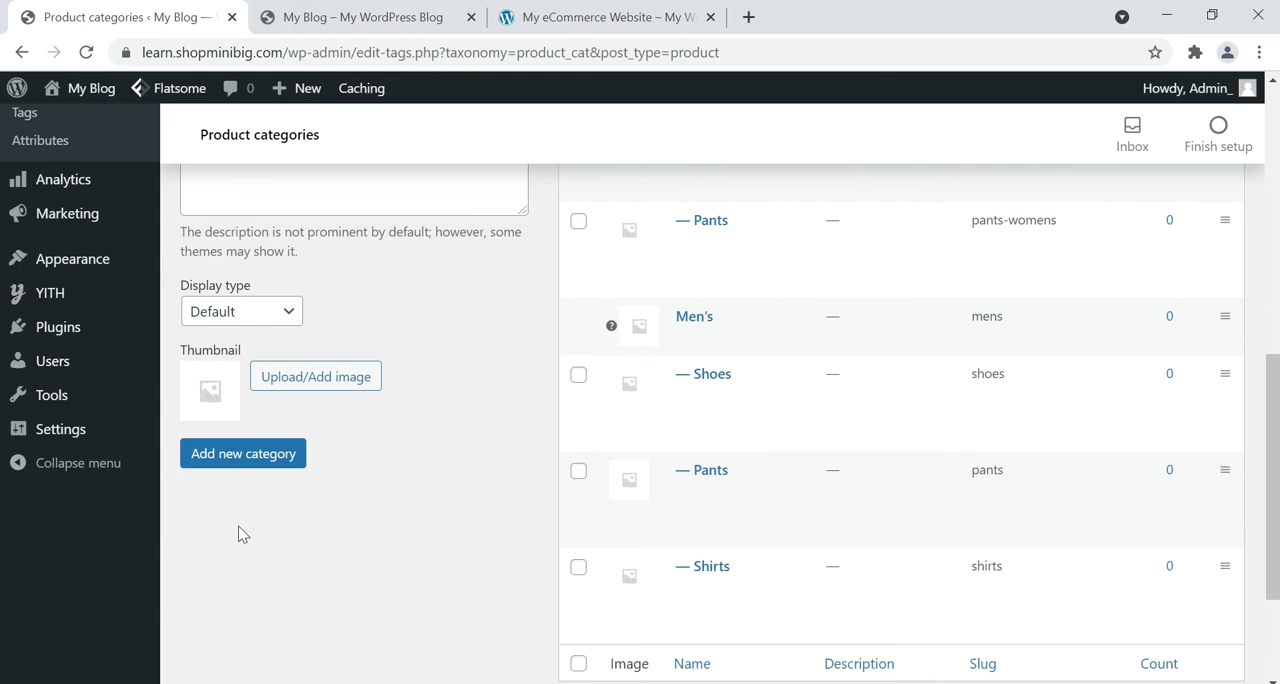 Product categories ‹ My Blog —
My Blog – My WordPress Blog
My eCommerce Website – My W
learn.shopminibig.com/wp-admin/edit-tags.php?taxonomy=product_cat&post_type=product
My Blog
Flatsome
0
New
Caching
Howdy, Admin_
Tags
Attributes
Analytics
Marketing
Appearance
YITH
Plugins
Users
Tools
Settings
Collapse menu
Product categories
Inbox
Finish setup
The description is not prominent by default; however, some
themes may show it.
Display type
Default
Thumbnail
Upload/Add image
Add new category
— Pants — pants-womens 0
Men's — mens 0
— Shoes — shoes 0
— Pants — pants 0
— Shirts — shirts 0
Image Name Description Slug Count